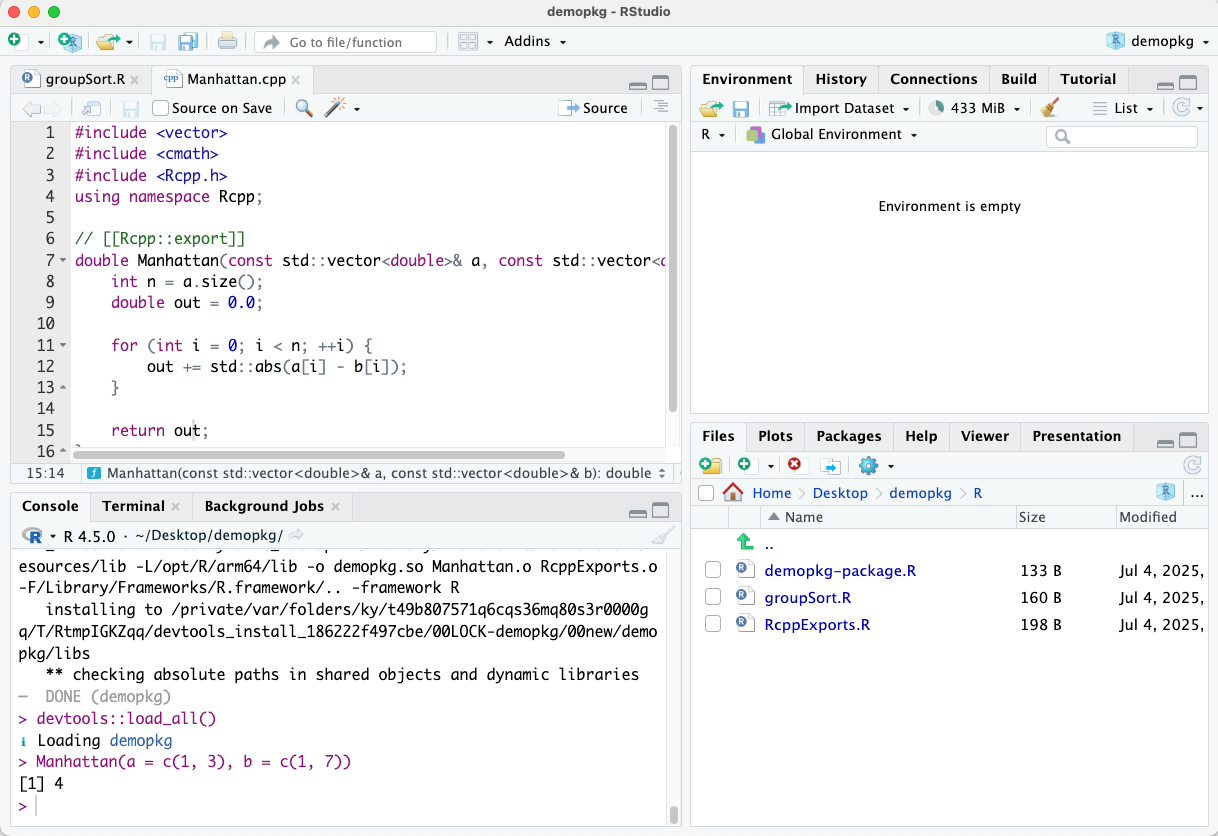 demopkg - RStudio
Go to file/function
Addins
demopkg
groupSort.R
Manhattan.cpp
Source on Save
Source
1 #include <vector>
2 #include <cmath>
3 #include <Rcpp.h>
4 using namespace Rcpp;
5
6 // [[Rcpp::export]]
7 double Manhattan(const std::vector<double>& a, const std::vector<
8 int n = a.size();
9 double out = 0.0;
10
11 for (int i = 0; i < n; ++i) {
12 out += std::abs(a[i] - b[i]);
13 }
14
15 return out;
16
15:14 Manhattan(const std::vector<double>& a, const std::vector<double>& b): double
Console Terminal Background Jobs
R 4.5.0 · ~/Desktop/demopkg/
esources/lib -L/opt/R/arm64/lib -o demopkg.so Manhattan.o RcppExports.o
-F/Library/Frameworks/R.framework/.. -framework R
installing to /private/var/folders/ky/t49b807571q6cqs36mq80s3r0000g
q/T/RtmpIGKZqq/devtools_install_186222f497cbe/00LOCK-demopkg/00new/demo
pkg/libs
** checking absolute paths in shared objects and dynamic libraries
─ DONE (demopkg)
> devtools::load_all()
ℹ Loading demopkg
> Manhattan(a = c(1, 3), b = c(1, 7))
[1] 4
>
Environment History Connections Build Tutorial
Import Dataset 433 MiB List
R Global Environment
Environment is empty
Files Plots Packages Help Viewer Presentation
Home Desktop demopkg R ...
Name Size Modified
..
demopkg-package.R 133 B Jul 4, 2025,
groupSort.R 160 B Jul 4, 2025,
RcppExports.R 198 B Jul 4, 2025,